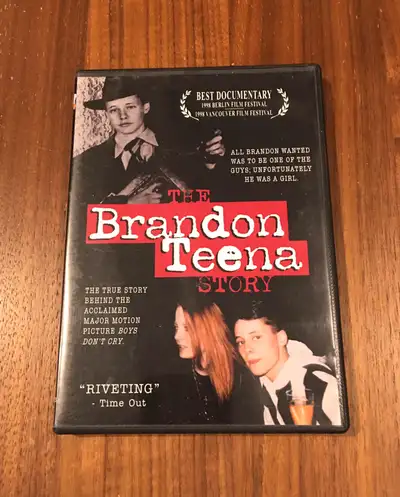 BEST DOCUMENTARY
1998 BERLIN FILM FESTIVAL
1998 VANCOUVER FILM FESTIVAL
ALL BRANDON WANTED
WAS TO BE ONE OF THE
GUYS; UNFORTUNATELY
HE WAS A GIRL.
THE
Brandon
Teena
STORY
THE TRUE STORY
BEHIND THE
ACCLAIMED
MAJOR MOTION
PICTURE BOYS
DON'T CRY.
“RIVETING”
- Time Out